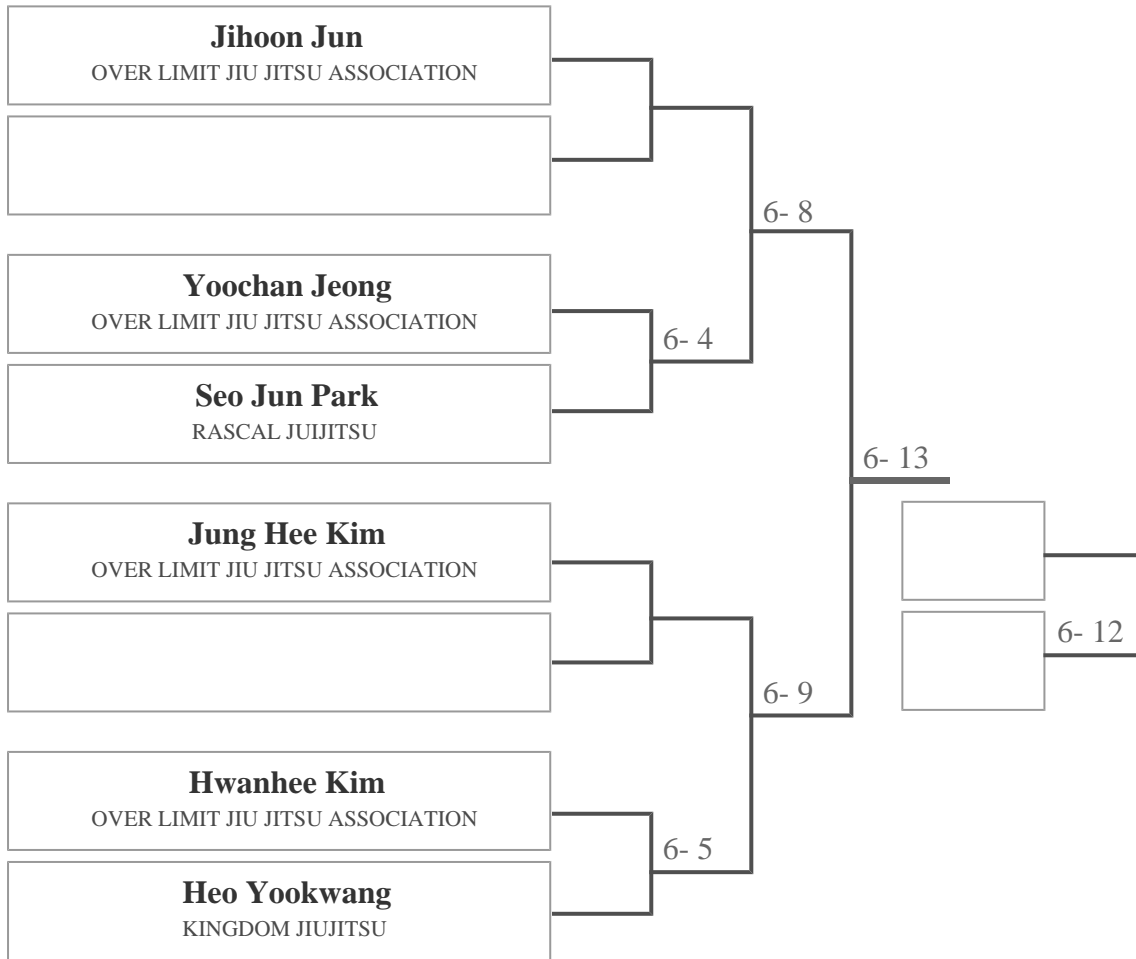 Jihoon Jun
OVER LIMIT JIU JITSU ASSOCIATION
6- 8
Yoochan Jeong
OVER LIMIT JIU JITSU ASSOCIATION
6- 4
Seo Jun Park
RASCAL JUIJITSU
6- 13
Jung Hee Kim
OVER LIMIT JIU JITSU ASSOCIATION
6- 12
6- 9
Hwanhee Kim
OVER LIMIT JIU JITSU ASSOCIATION
6- 5
Heo Yookwang
KINGDOM JIUJITSU